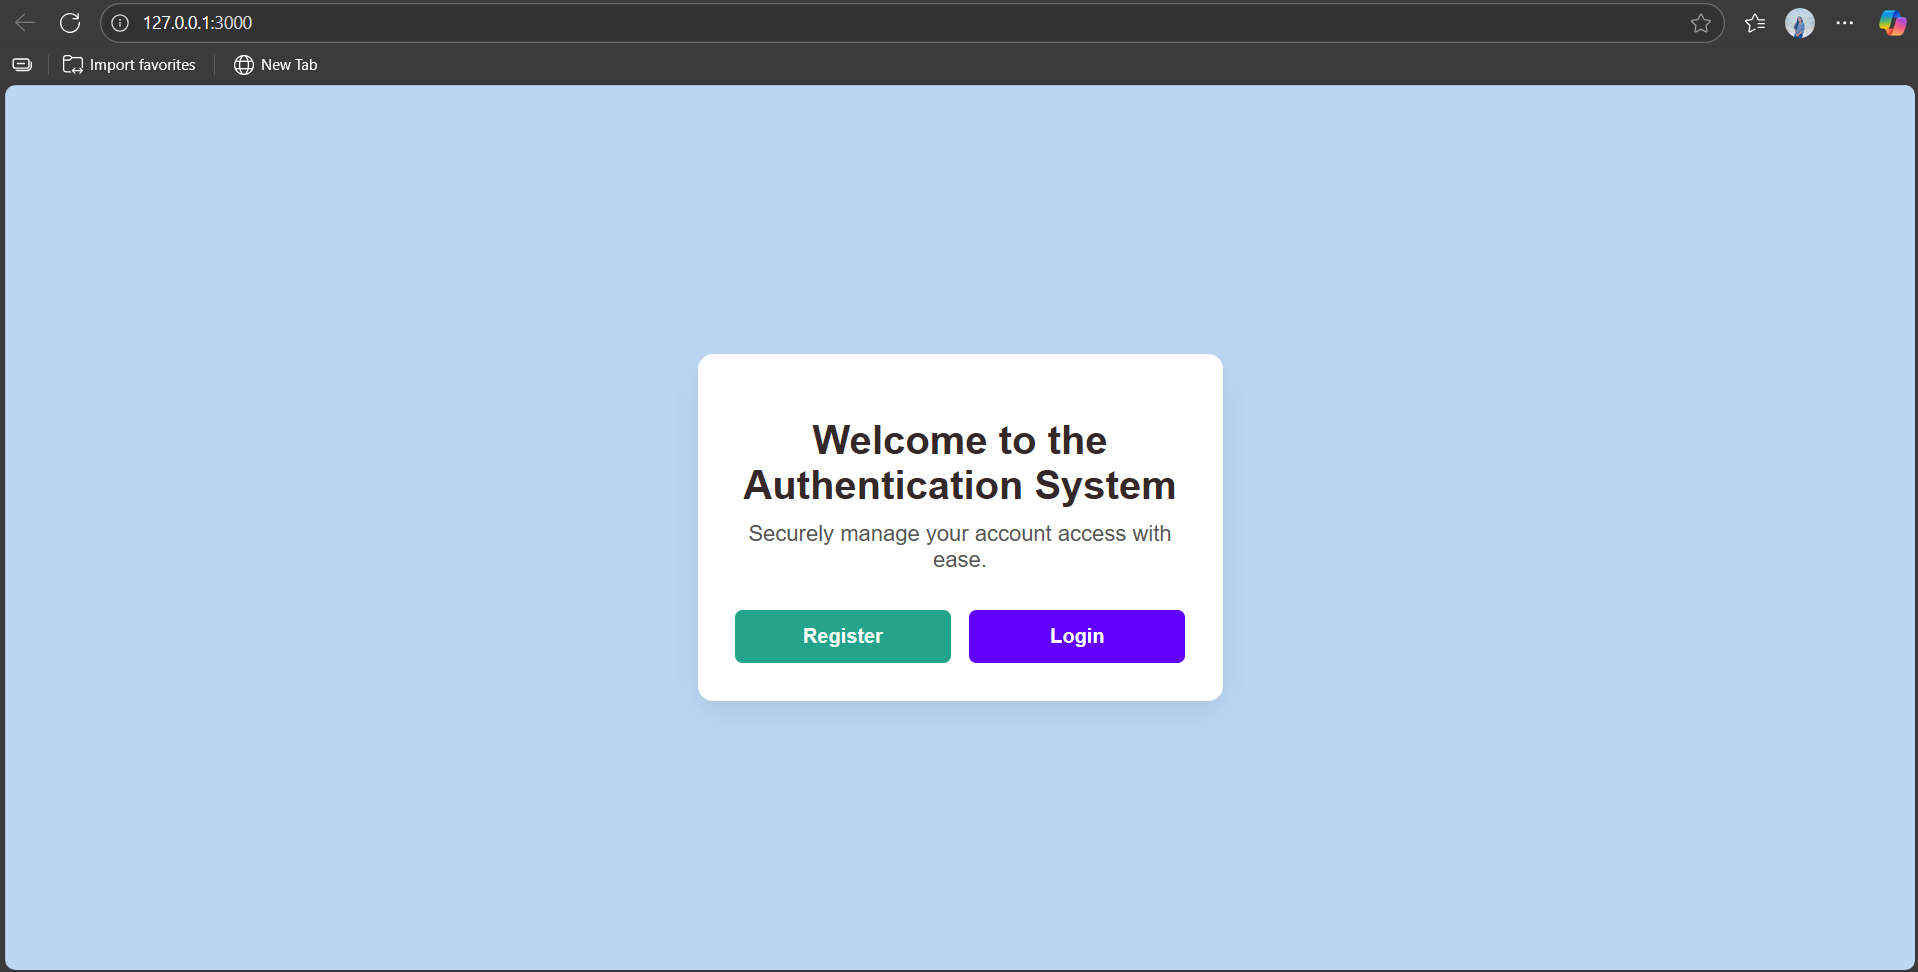 127.0.0.1:3000
Import favorites
New Tab
Welcome to the
Authentication System
Securely manage your account access with
ease.
Register
Login